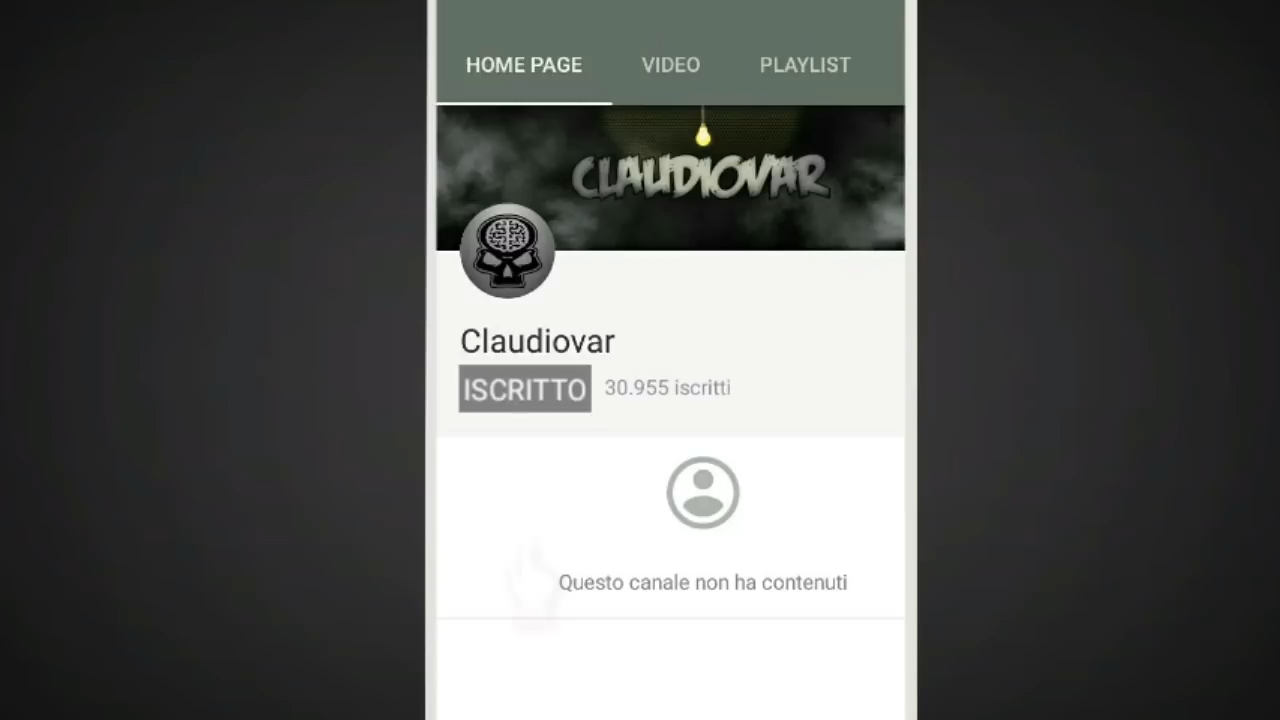 HOME PAGE VIDEO PLAYLIST
CLAUDIOVAR
Claudiovar
ISCRITTO 30.955 iscritti
Questo canale non ha contenuti